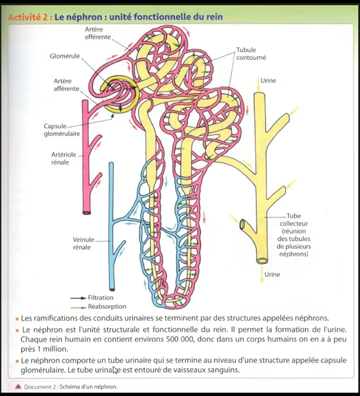 Activité 2 : Le néphron : unité fonctionnelle du rein
Artère
efférente
Glomérule
Tubule
contourné
Artère
afférente
Urine
Capsule
glomérulaire
Artériole
rénale
Tube
collecteur
(réunion
des tubules
de plusieurs
néphrons)
Veinule
rénale
Urine
Filtration
Réabsorption
• Les ramifications des conduits urinaires se terminent par des structures appelées néphrons.
• Le néphron est l'unité structurale et fonctionnelle du rein. Il permet la formation de l'urine.
Chaque rein humain en contient environs 500 000, donc dans un corps humains on en a à peu
près 1 million.
• Le néphron comporte un tube urinaire qui se termine au niveau d'une structure appelée capsule
glomérulaire. Le tube urinaire est entouré de vaisseaux sanguins.
Document 2 : Schéma d'un néphron.